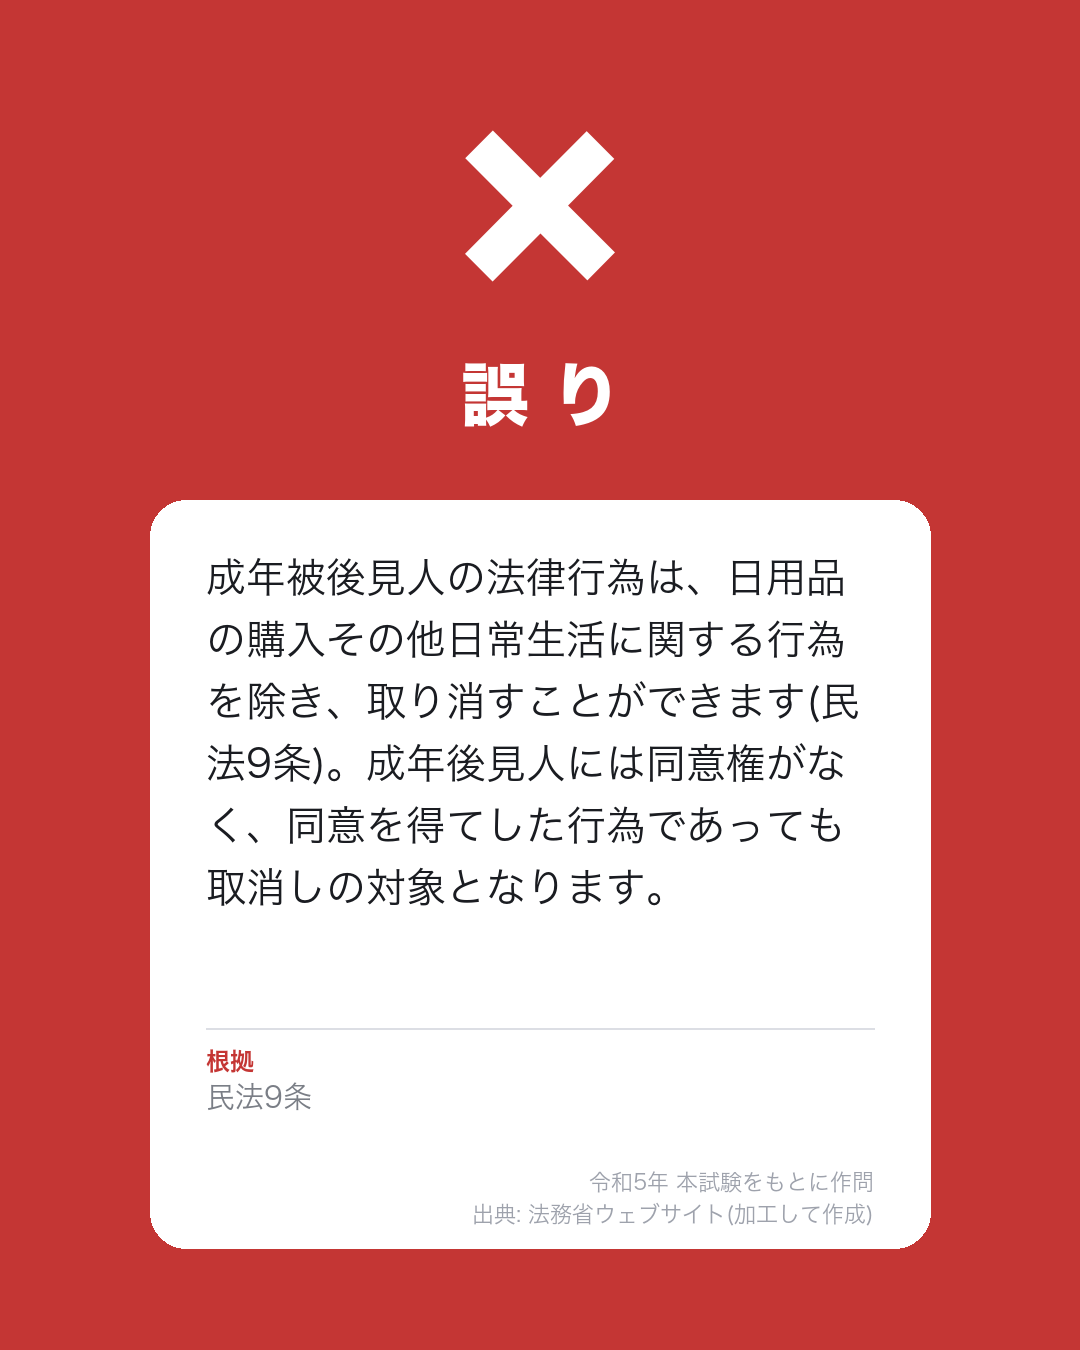 ×
誤り
成年被後見人の法律行為は、日用品
の購入その他日常生活に関する行為
を除き、取り消すことができます(民
法9条)。成年後見人には同意権がな
く、同意を得てした行為であっても
取消しの対象となります。
根拠
民法9条
令和5年 本試験をもとに作問
出典: 法務省ウェブサイト(加工して作成)